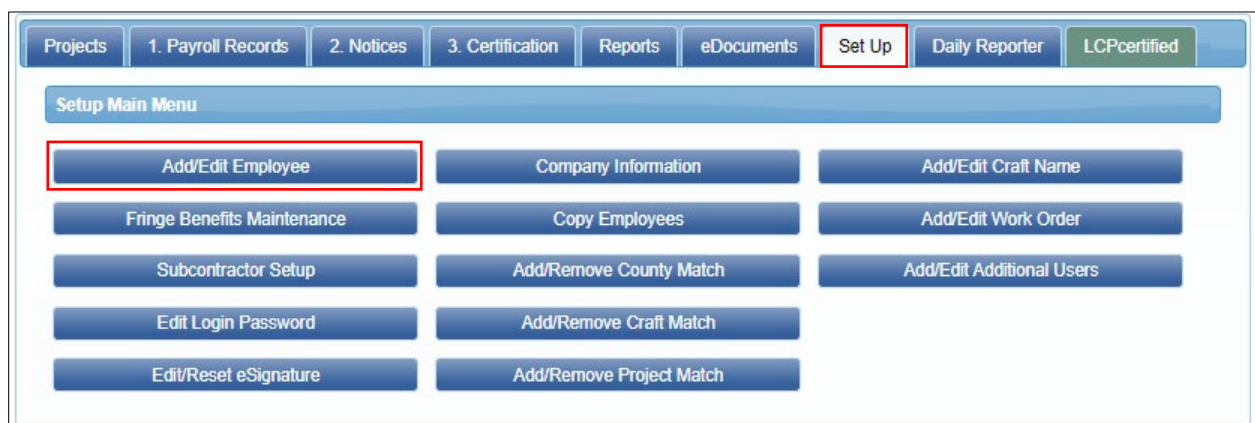 Projects 1. Payroll Records 2. Notices 3. Certification Reports eDocuments Set Up Daily Reporter LCPcertified
Setup Main Menu
Add/Edit Employee Company Information Add/Edit Craft Name
Fringe Benefits Maintenance Copy Employees Add/Edit Work Order
Subcontractor Setup Add/Remove County Match Add/Edit Additional Users
Edit Login Password Add/Remove Craft Match
Edit/Reset eSignature Add/Remove Project Match